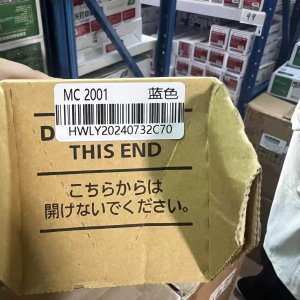 MC 2001 蓝色
HWLY20240732C70
THIS END
こちらからは
開けないでください。
99